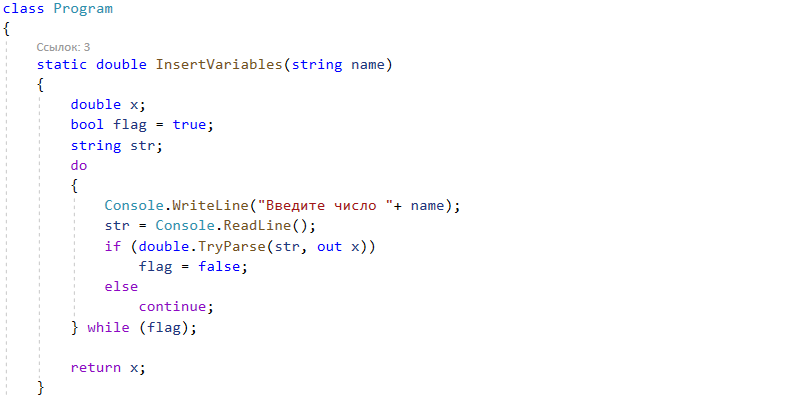 class Program
{
Ссылок: 3
static double InsertVariables(string name)
{
double x;
bool flag = true;
string str;
do
{
Console.WriteLine("Введите число "+ name);
str = Console.ReadLine();
if (double.TryParse(str, out x))
flag = false;
else
continue;
} while (flag);
return x;
}